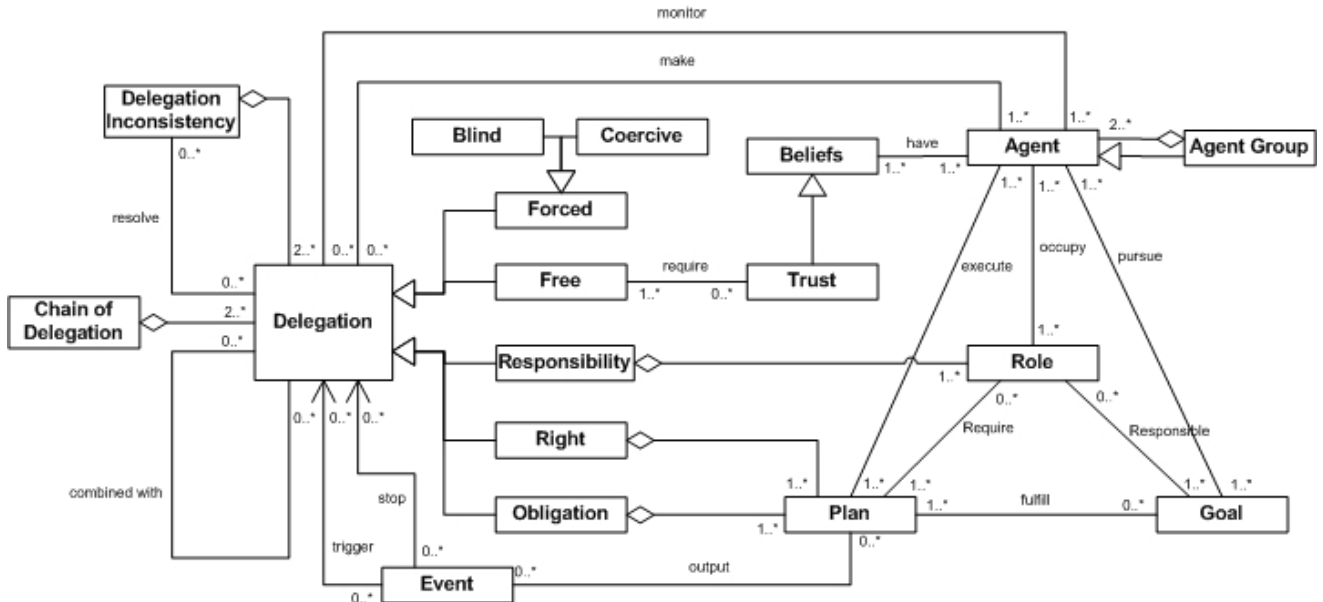 monitor
make
Delegation
Inconsistency
0..*
Blind
Coercive
1..*
1..*
2..*
Beliefs
have
Agent
Agent Group
1..*
1..*
1..*
1..*
1..*
resolve
Forced
2..*
0..*
0..*
occupy
pursue
execute
0..*
Free
require
Trust
1..*
0..*
Chain of
Delegation
2..*
Delegation
0..*
1..*
Responsibility
Role
1..*
0..*
0..*
0..*
0..*
0..*
Require
Responsible
Right
combined with
stop
1..*
1..*
1..*
1..*
1..*
Obligation
Plan
fulfill
Goal
1..*
1..*
0..*
trigger
0..*
0..*
Event
0..*
output
0..*